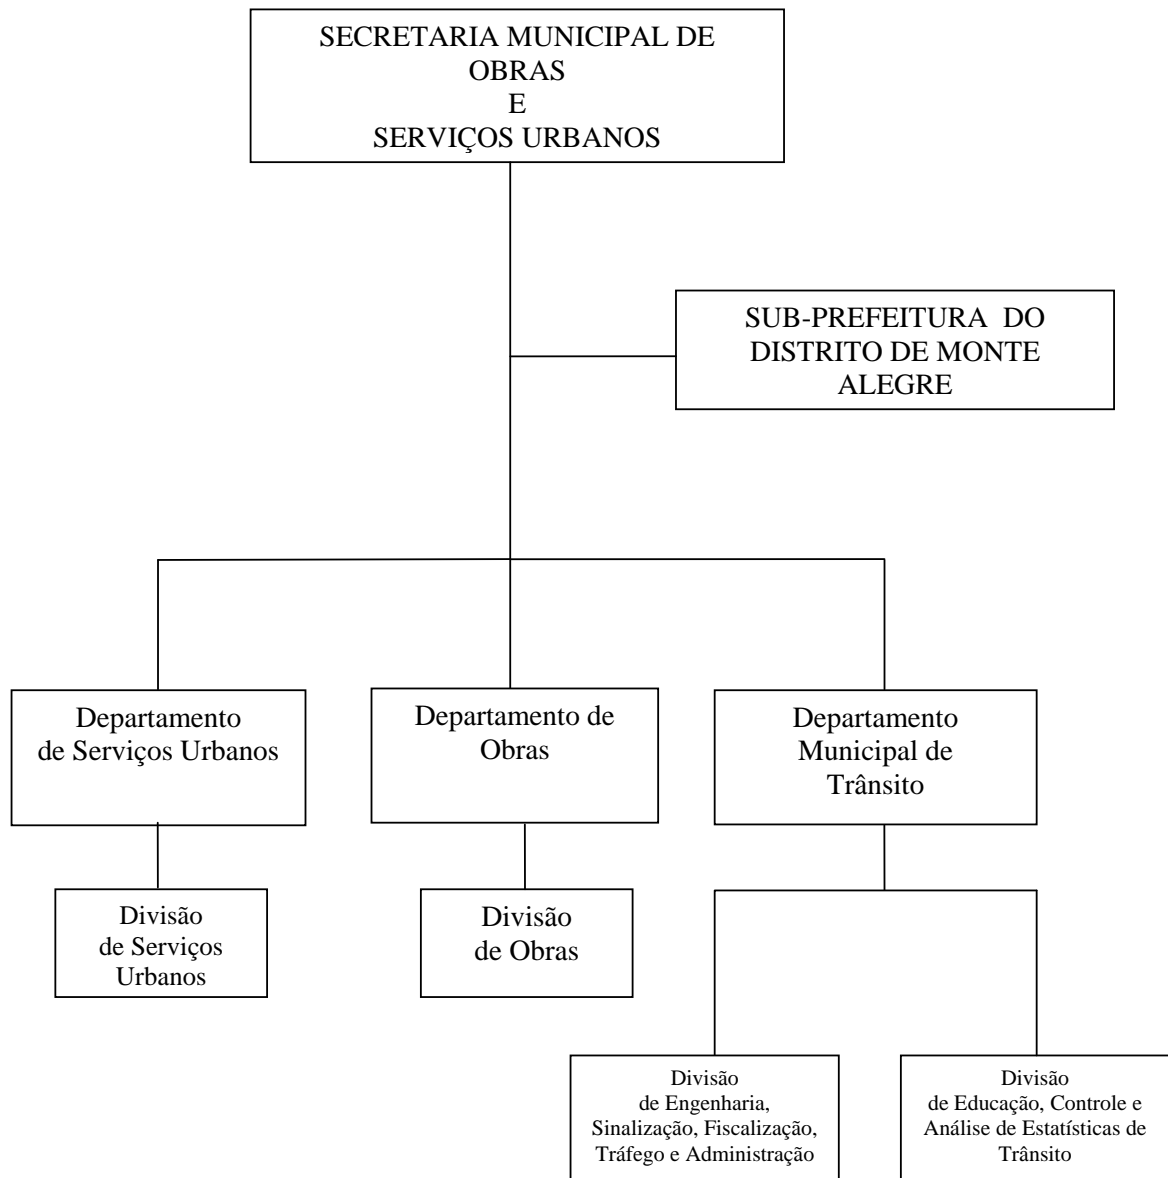 SECRETARIA MUNICIPAL DE
OBRAS
E
SERVIÇOS URBANOS
SUB-PREFEITURA DO
DISTRITO DE MONTE
ALEGRE
Departamento
de Serviços Urbanos
Departamento de
Obras
Departamento
Municipal de
Trânsito
Divisão
de Serviços
Urbanos
Divisão
de Obras
Divisão
de Engenharia,
Sinalização, Fiscalização,
Tráfego e Administração
Divisão
de Educação, Controle e
Análise de Estatísticas de
Trânsito